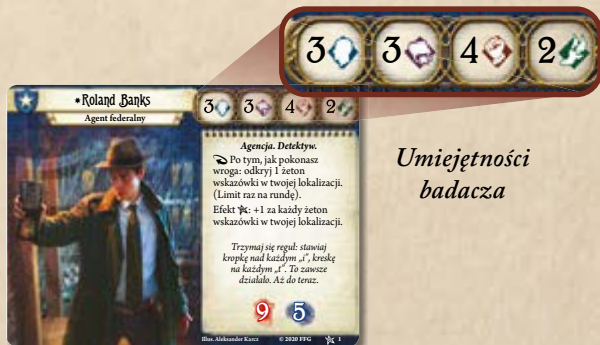 3 3 4 2
Roland Banks
Agent federalny
3 3 4 2
Agencja. Detektyw.
Po tym, jak pokonasz
wroga: odkryj 1 żeton
wskazówki w twojej lokalizacji.
(Limit raz na rundę).
Efekt : +1 za każdy żeton
wskazówki w twojej lokalizacji.
Trzymaj się reguł: stawiaj
kropkę nad każdym „i”, kreskę
na każdym „t”. To zawsze
działało. Aż do teraz.
9 5
Illus. Aleksander Karcz © 2020 FFG 1
Umiejętności
badacza